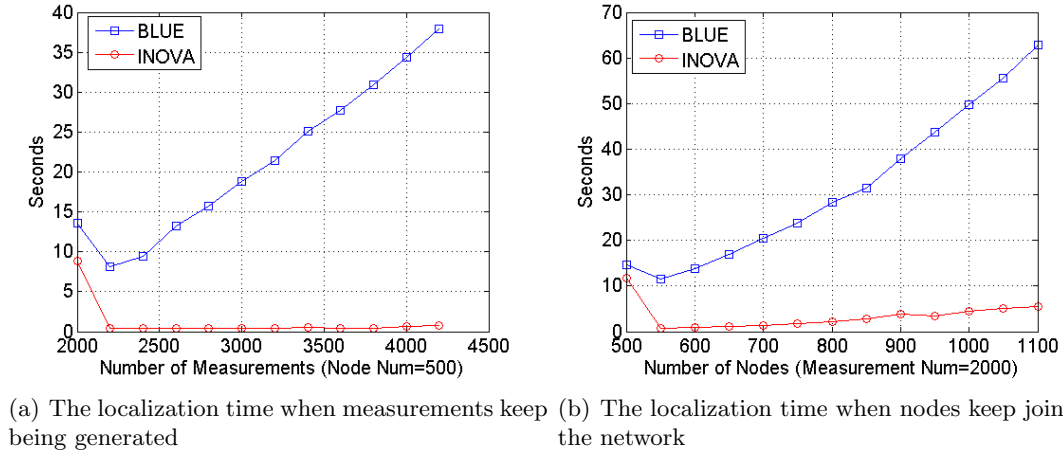 40
35
30
25
20
15
10
5
0
Seconds
BLUE
INOVA
2000 2500 3000 3500 4000 4500
Number of Measurements (Node Num=500)
(a) The localization time when measurements keep
being generated
70
60
50
40
30
20
10
0
Seconds
BLUE
INOVA
500 600 700 800 900 1000 1100
Number of Nodes (Measurement Num=2000)
(b) The localization time when nodes keep join
the network